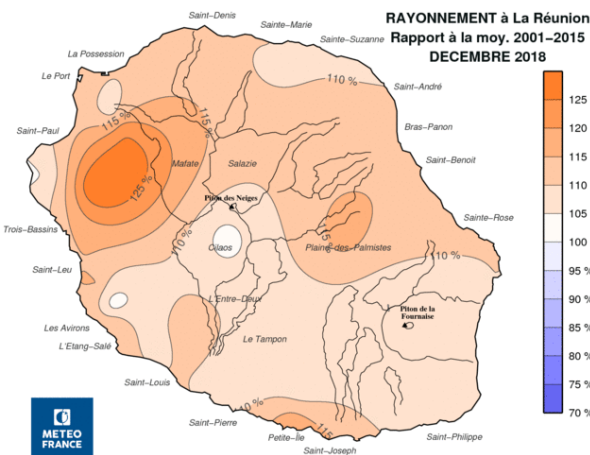 RAYONNEMENT à La Réunion
Rapport à la moy. 2001−2015
DECEMBRE 2018
Saint-Denis
Sainte-Marie
Sainte-Suzanne
La Possession
Le Port
110 %
Saint-André
Saint-Paul
115 %
115 %
Bras-Panon
Mafate
Salazie
Saint-Benoit
125 %
Piton des Neiges
Sainte-Rose
Trois-Bassins
110 %
Cilaos
115 %
Plaine-des-Palmistes
110 %
Saint-Leu
L'Entre-Deux
Piton de la
Fournaise
Les Avirons
Le Tampon
L'Etang-Salé
Saint-Louis
Saint-Pierre
Petite-Ile
115
Saint-Joseph
Saint-Philippe
125
120
115
110
105
100
95 %
90 %
85 %
80 %
75 %
70 %
METEO
FRANCE